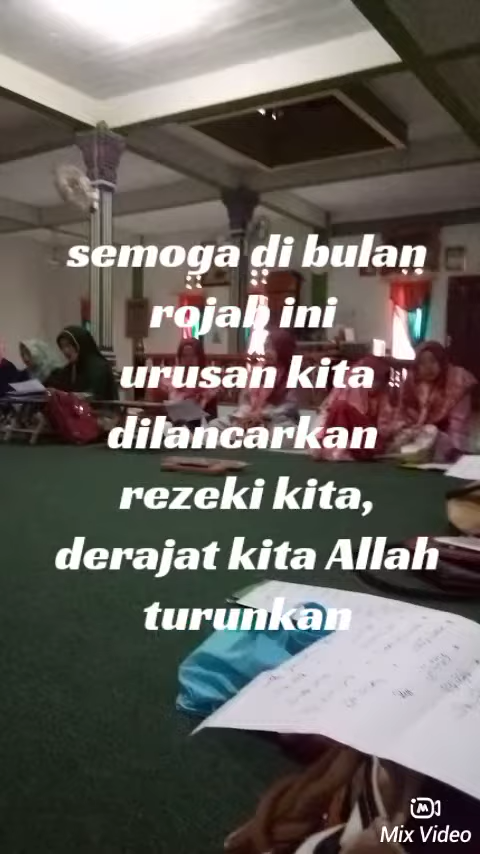 semoga di bulan
rojab ini
urusan kita
dilancarkan
rezeki kita,
derajat kita Allah
turunkan
Mix Video